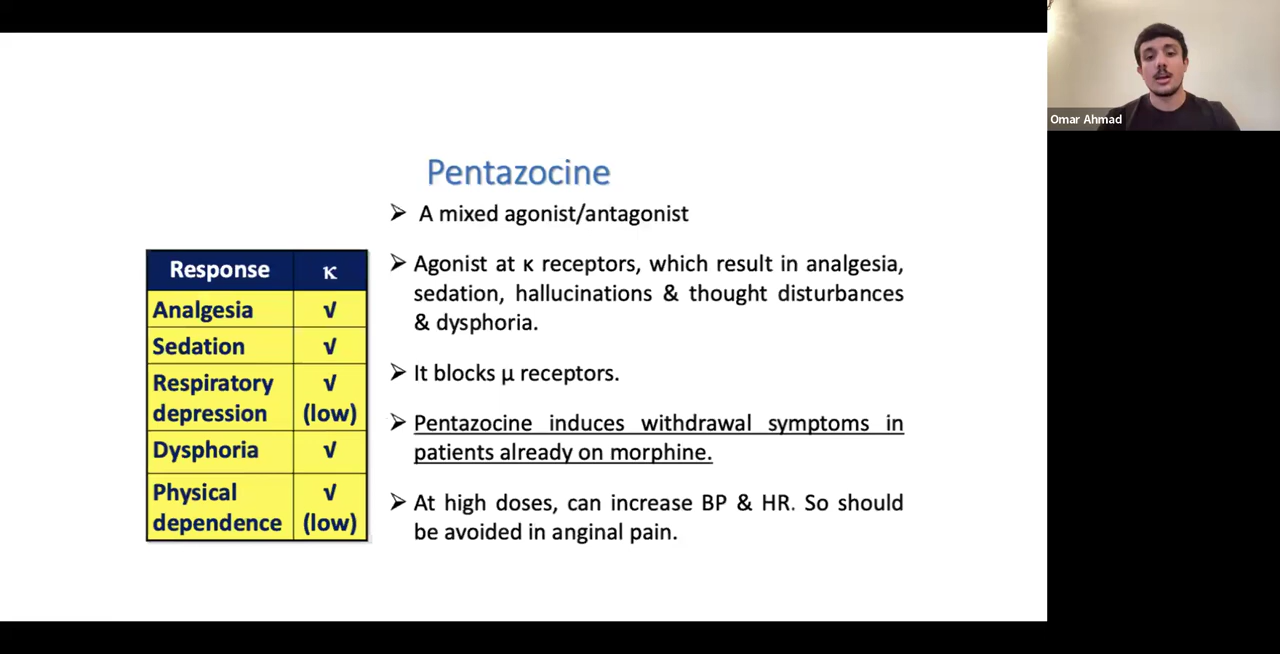 Omar Ahmad
Pentazocine
➢ A mixed agonist/antagonist
➢ Agonist at κ receptors, which result in analgesia,
sedation, hallucinations & thought disturbances
& dysphoria.
➢ It blocks μ receptors.
➢ Pentazocine induces withdrawal symptoms in
patients already on morphine.
➢ At high doses, can increase BP & HR. So should
be avoided in anginal pain.
Response κ
Analgesia √
Sedation √
Respiratory √
depression (low)
Dysphoria √
Physical √
dependence (low)